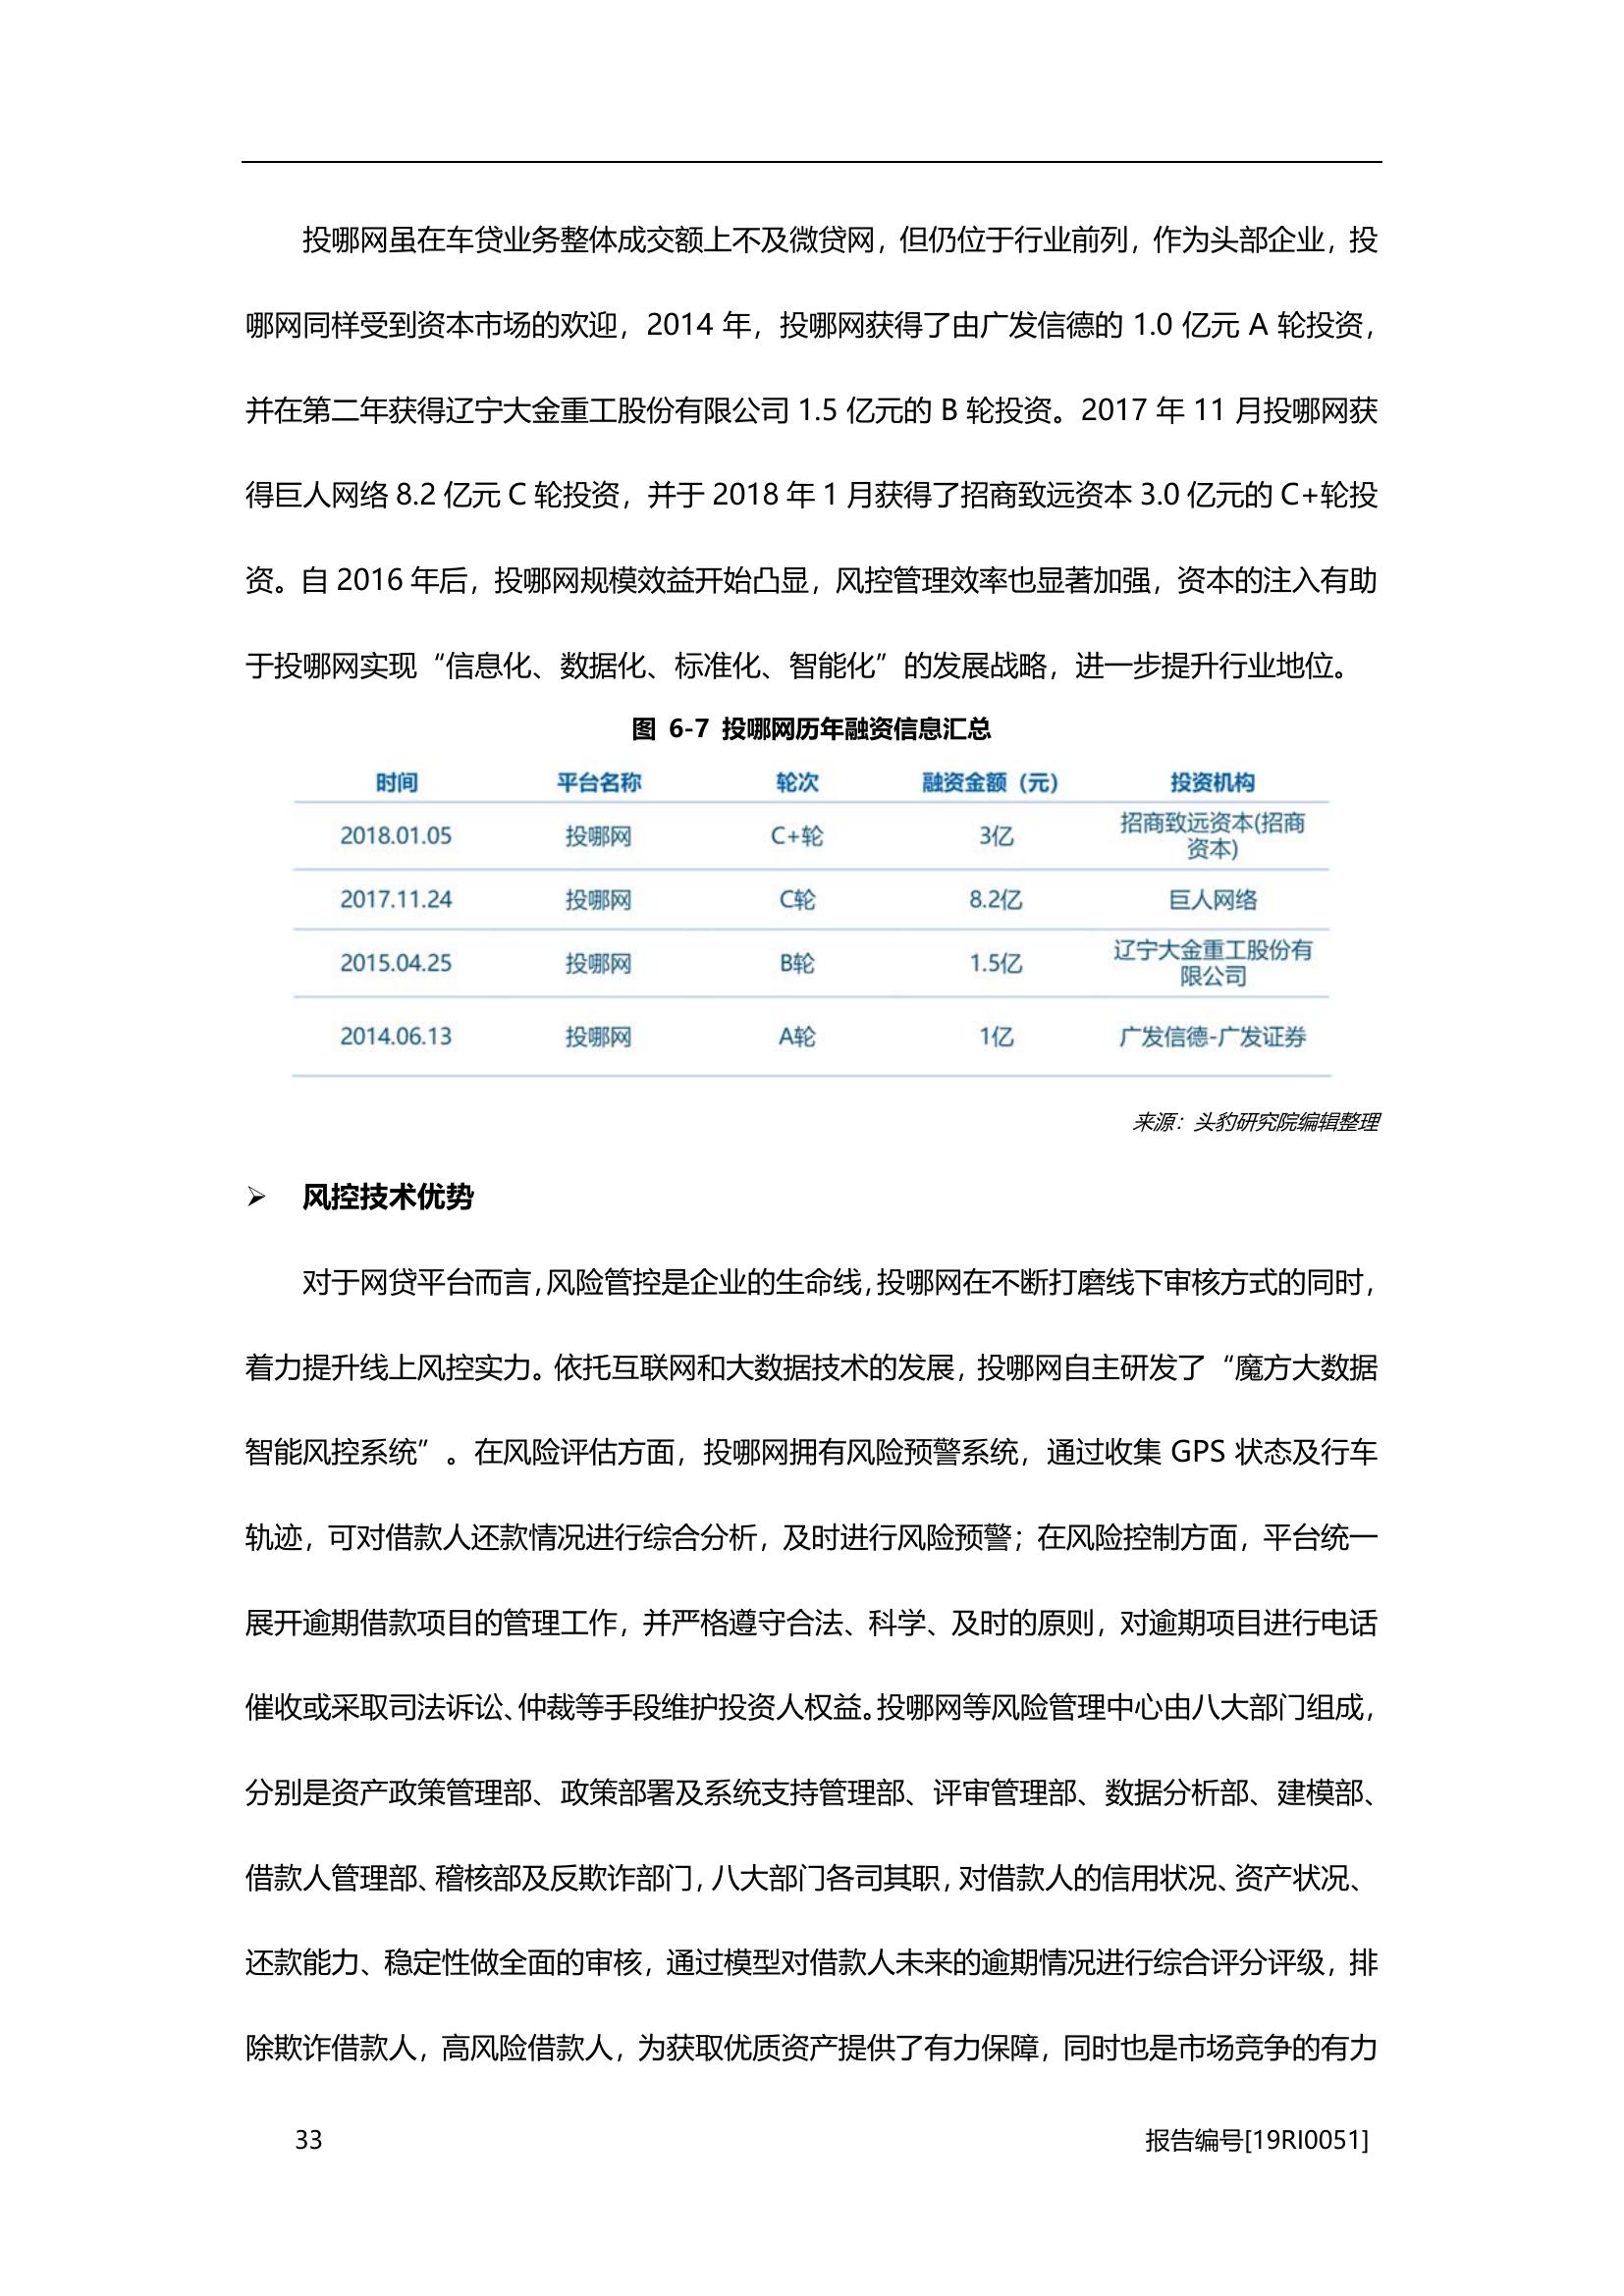 投哪网虽在车贷业务整体成交额上不及微贷网，但仍位于行业前列，作为头部企业，投
哪网同样受到资本市场的欢迎，2014 年，投哪网获得了由广发信德的 1.0 亿元 A 轮投资，
并在第二年获得辽宁大金重工股份有限公司 1.5 亿元的 B 轮投资。2017 年 11 月投哪网获
得巨人网络 8.2 亿元 C 轮投资，并于 2018 年 1 月获得了招商致远资本 3.0 亿元的 C+轮投
资。自 2016 年后，投哪网规模效益开始凸显，风控管理效率也显著加强，资本的注入有助
于投哪网实现“信息化、数据化、标准化、智能化”的发展战略，进一步提升行业地位。
图 6-7 投哪网历年融资信息汇总
时间 平台名称 轮次 融资金额（元） 投资机构
2018.01.05 投哪网 C+轮 3亿 招商致远资本(招商
资本)
2017.11.24 投哪网 C轮 8.2亿 巨人网络
2015.04.25 投哪网 B轮 1.5亿 辽宁大金重工股份有
限公司
2014.06.13 投哪网 A轮 1亿 广发信德-广发证券
来源：头豹研究院编辑整理
➢ 风控技术优势
对于网贷平台而言，风险管控是企业的生命线，投哪网在不断打磨线下审核方式的同时，
着力提升线上风控实力。依托互联网和大数据技术的发展，投哪网自主研发了“魔方大数据
智能风控系统”。在风险评估方面，投哪网拥有风险预警系统，通过收集 GPS 状态及行车
轨迹，可对借款人还款情况进行综合分析，及时进行风险预警；在风险控制方面，平台统一
展开逾期借款项目的管理工作，并严格遵守合法、科学、及时的原则，对逾期项目进行电话
催收或采取司法诉讼、仲裁等手段维护投资人权益。投哪网等风险管理中心由八大部门组成，
分别是资产政策管理部、政策部署及系统支持管理部、评审管理部、数据分析部、建模部、
借款人管理部、稽核部及反欺诈部门，八大部门各司其职，对借款人的信用状况、资产状况、
还款能力、稳定性做全面的审核，通过模型对借款人未来的逾期情况进行综合评分评级，排
除欺诈借款人，高风险借款人，为获取优质资产提供了有力保障，同时也是市场竞争的有力
33 报告编号[19RI0051]